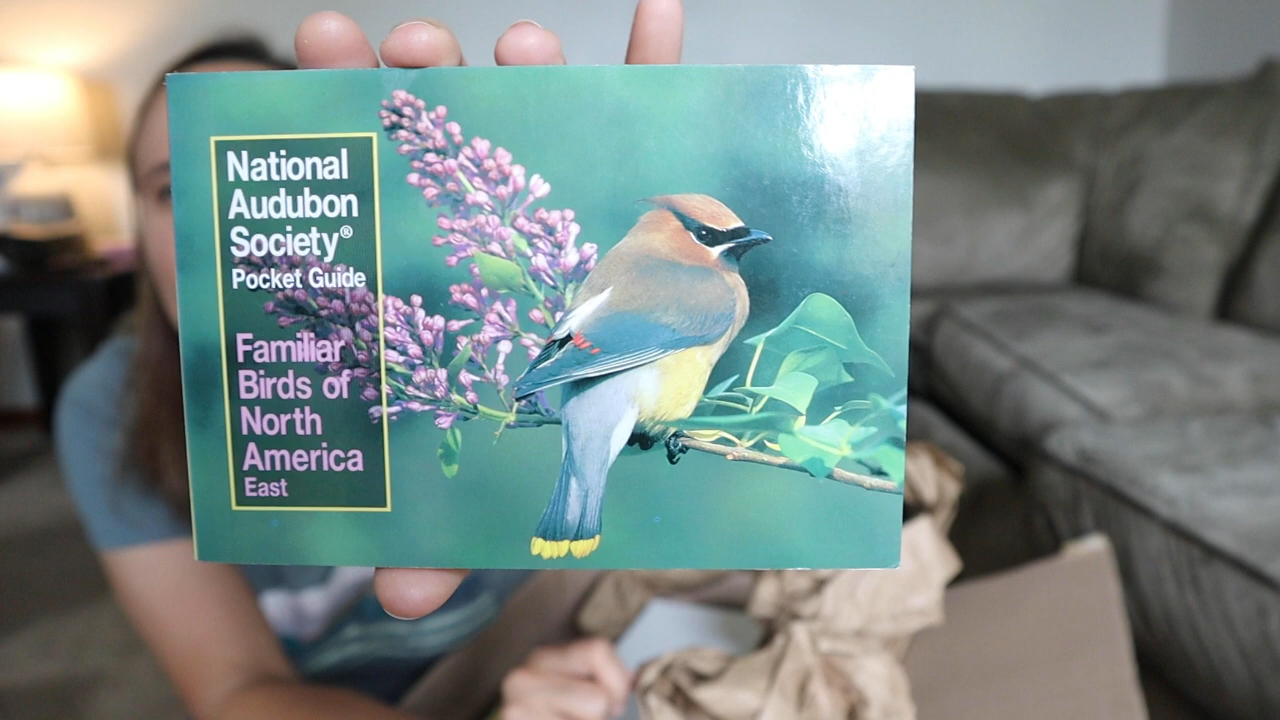 National
Audubon
Society®
Pocket Guide
Familiar
Birds of
North
America
East